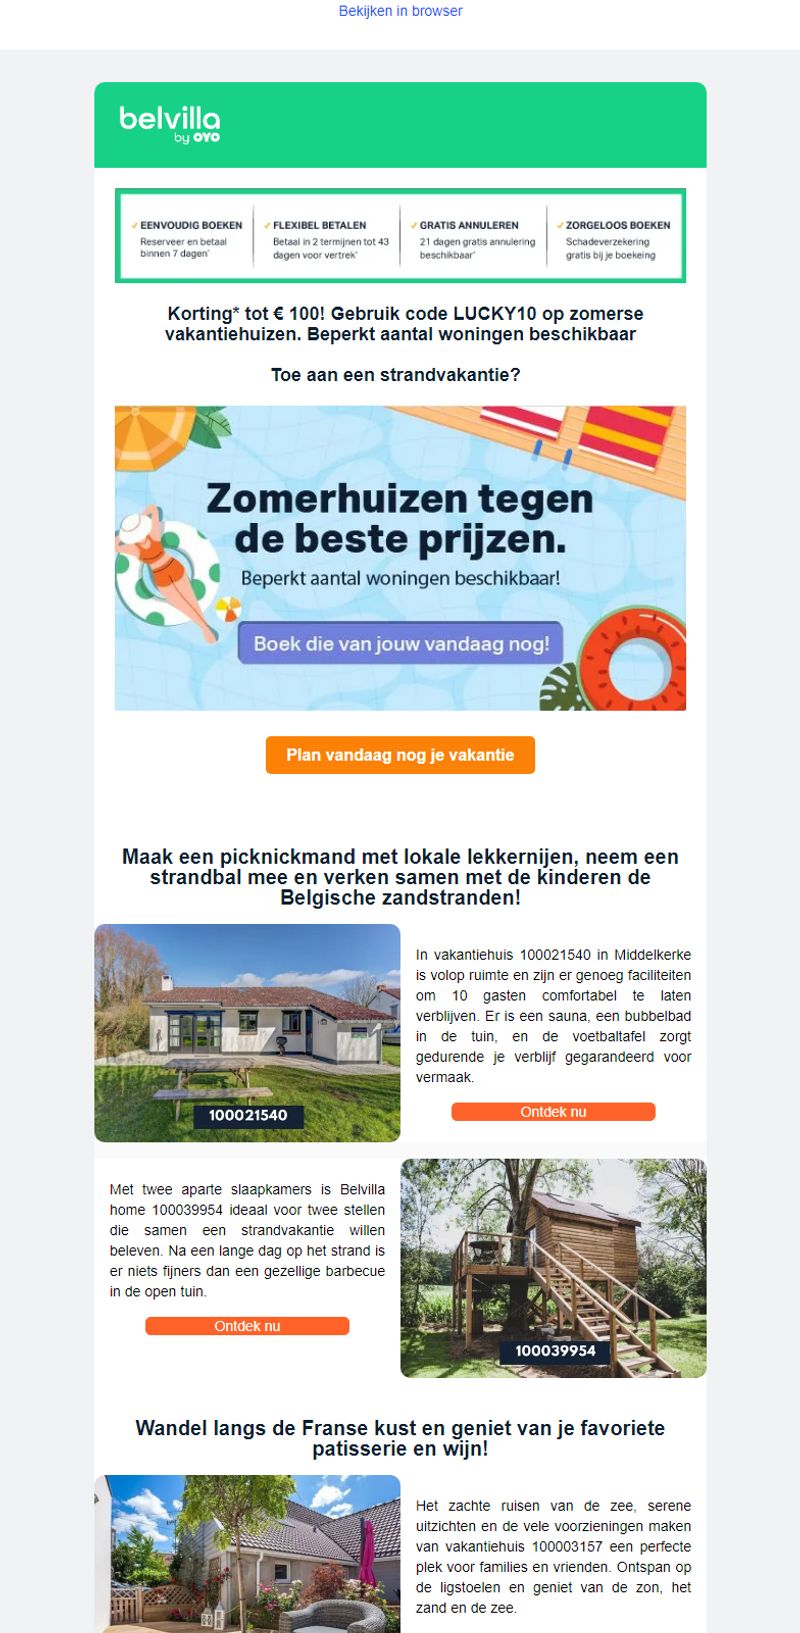 Bekijken in browser
belvilla
by OYO
✓ EENVOUDIG BOEKEN
Reserveer en betaal
binnen 7 dagen*
✓ FLEXIBEL BETALEN
Betaal in 2 termijnen tot 43
dagen voor vertrek*
✓ GRATIS ANNULEREN
21 dagen gratis annulering
beschikbaar*
✓ ZORGELOOS BOEKEN
Schadeverzekering
gratis bij je boekeing
Korting* tot € 100! Gebruik code LUCKY10 op zomerse
vakantiehuizen. Beperkt aantal woningen beschikbaar
Toe aan een strandvakantie?
Zomerhuizen tegen
de beste prijzen.
Beperkt aantal woningen beschikbaar!
Boek die van jouw vandaag nog!
Plan vandaag nog je vakantie
Maak een picknickmand met lokale lekkernijen, neem een
strandbal mee en verken samen met de kinderen de
Belgische zandstranden!
100021540
In vakantiehuis 100021540 in Middelkerke
is volop ruimte en zijn er genoeg faciliteiten
om 10 gasten comfortabel te laten
verblijven. Er is een sauna, een bubbelbad
in de tuin, en de voetbaltafel zorgt
gedurende je verblijf gegarandeerd voor
vermaak.
Ontdek nu
Met twee aparte slaapkamers is Belvilla
home 100039954 ideaal voor twee stellen
die samen een strandvakantie willen
beleven. Na een lange dag op het strand is
er niets fijners dan een gezellige barbecue
in de open tuin.
Ontdek nu
100039954
Wandel langs de Franse kust en geniet van je favoriete
patisserie en wijn!
Het zachte ruisen van de zee, serene
uitzichten en de vele voorzieningen maken
van vakantiehuis 100003157 een perfecte
plek voor families en vrienden. Ontspan op
de ligstoelen en geniet van de zon, het
zand en de zee.